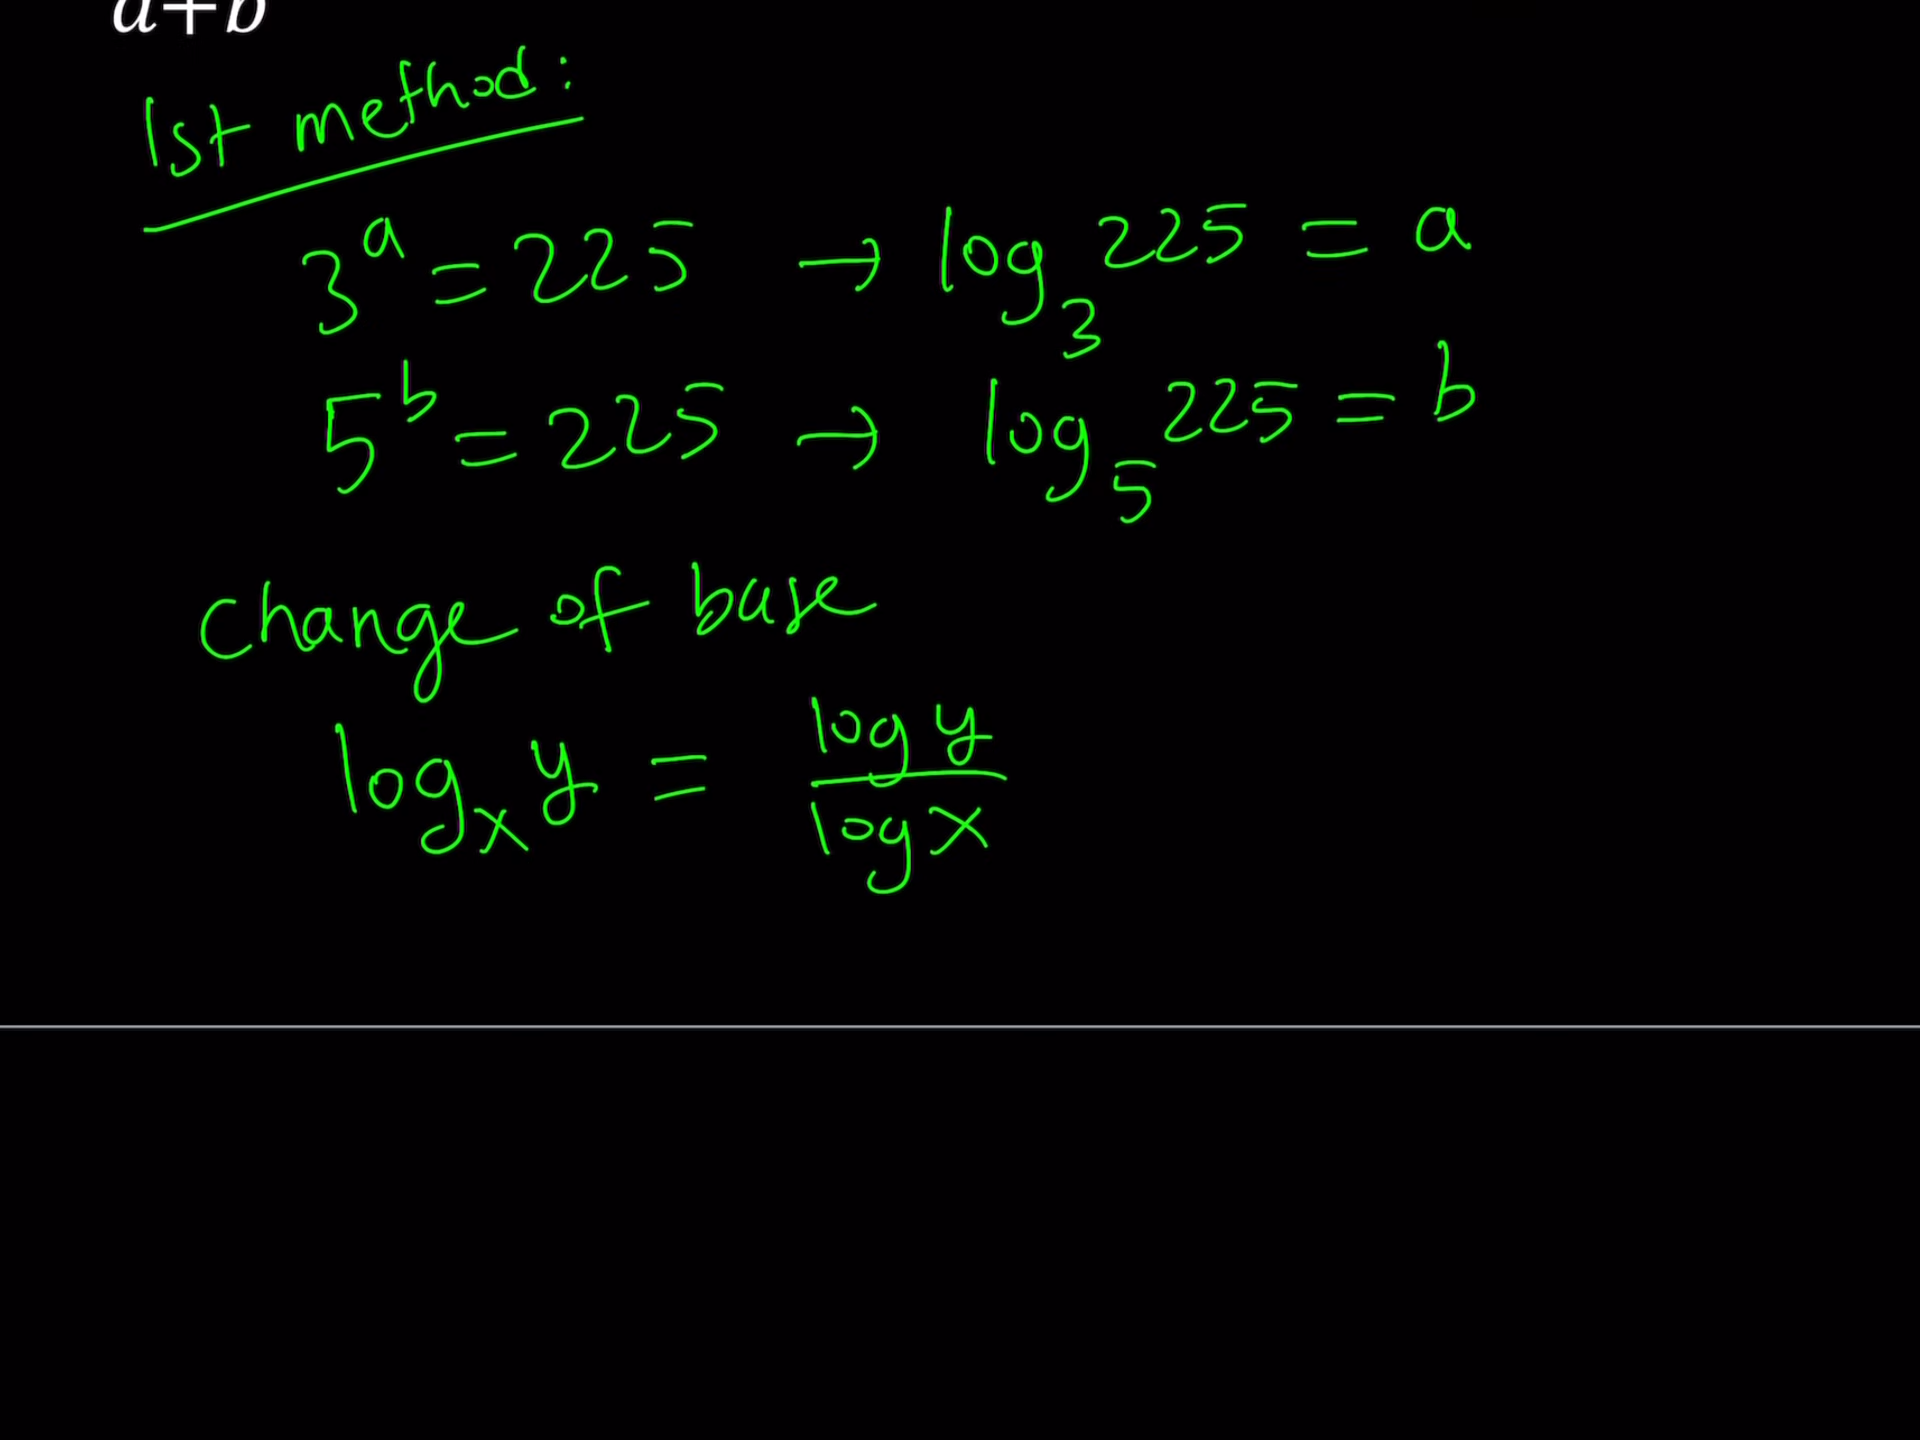 a+b
1st method:
3^a = 225 → log_3 225 = a
5^b = 225 → log_5 225 = b
Change of base
log_x y = log y / log x